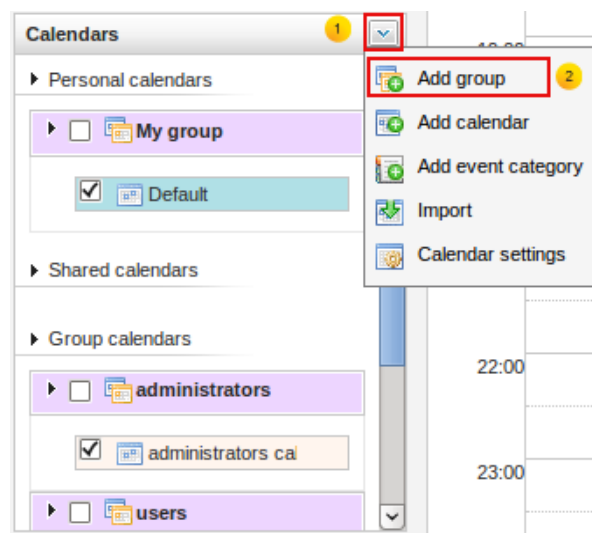 Calendars 1
Personal calendars
My group
Default
Shared calendars
Group calendars
administrators
administrators ca
users
Add group 2
Add calendar
Add event category
Import
Calendar settings
22:00
23:00